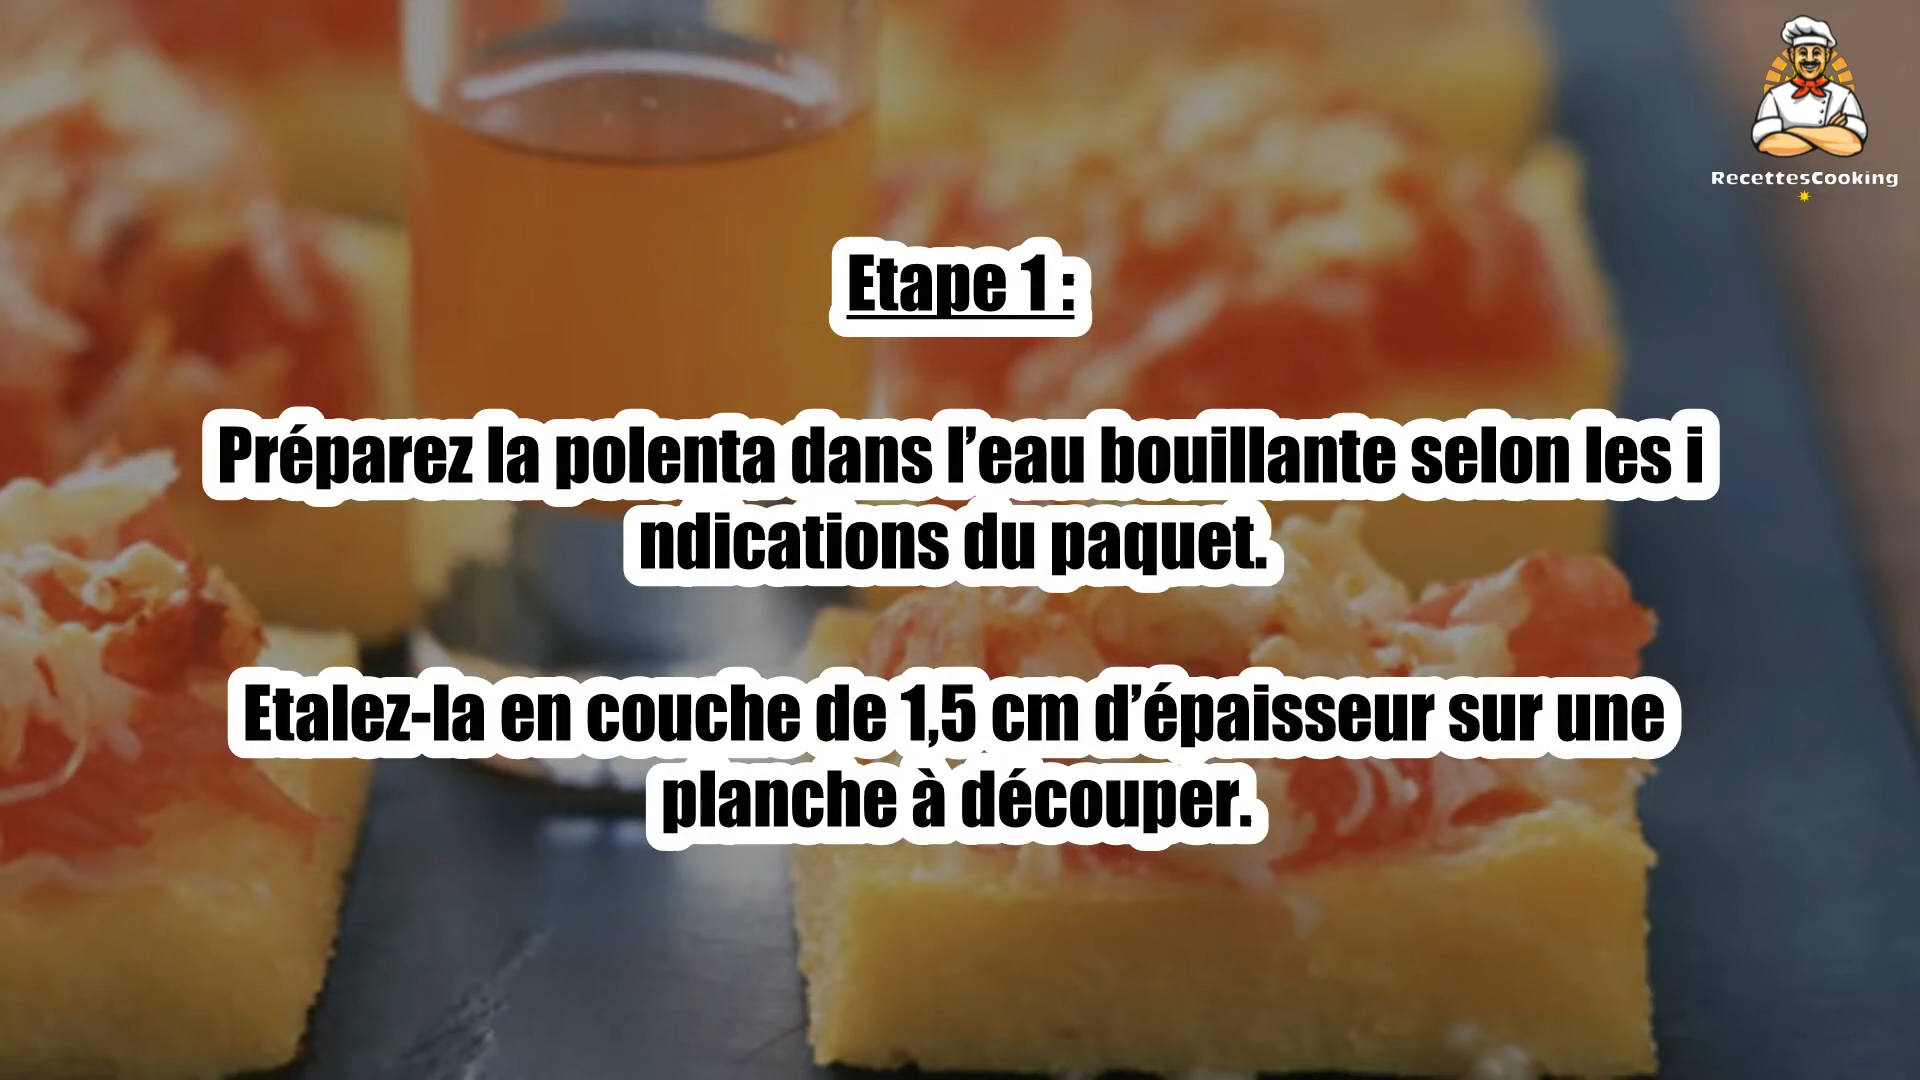 RecettesCooking
Etape 1 :
Préparez la polenta dans l’eau bouillante selon les i
ndications du paquet.
Etalez-la en couche de 1,5 cm d’épaisseur sur une
planche à découper.